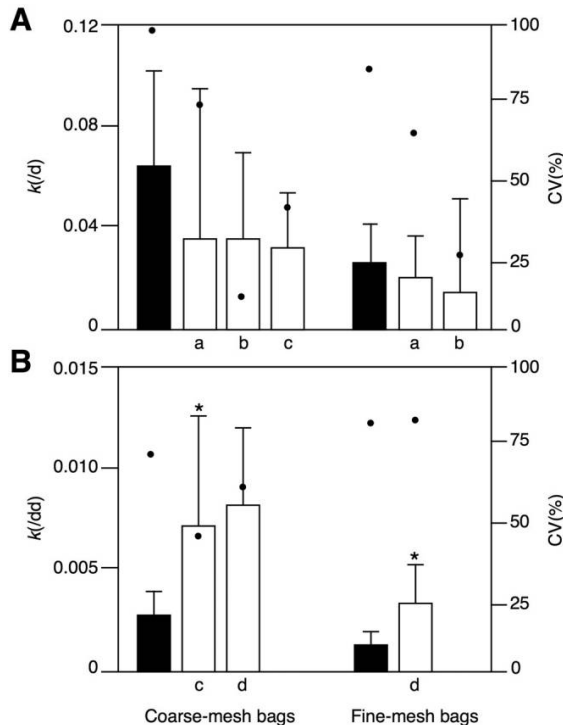 A
0.12
0.08
0.04
0
k(/d)
100
75
50
25
0
CV(%)
a b c a b
B
0.015
0.010
0.005
0
k(/dd)
100
75
50
25
0
CV(%)
* *
c d d
Coarse-mesh bags Fine-mesh bags